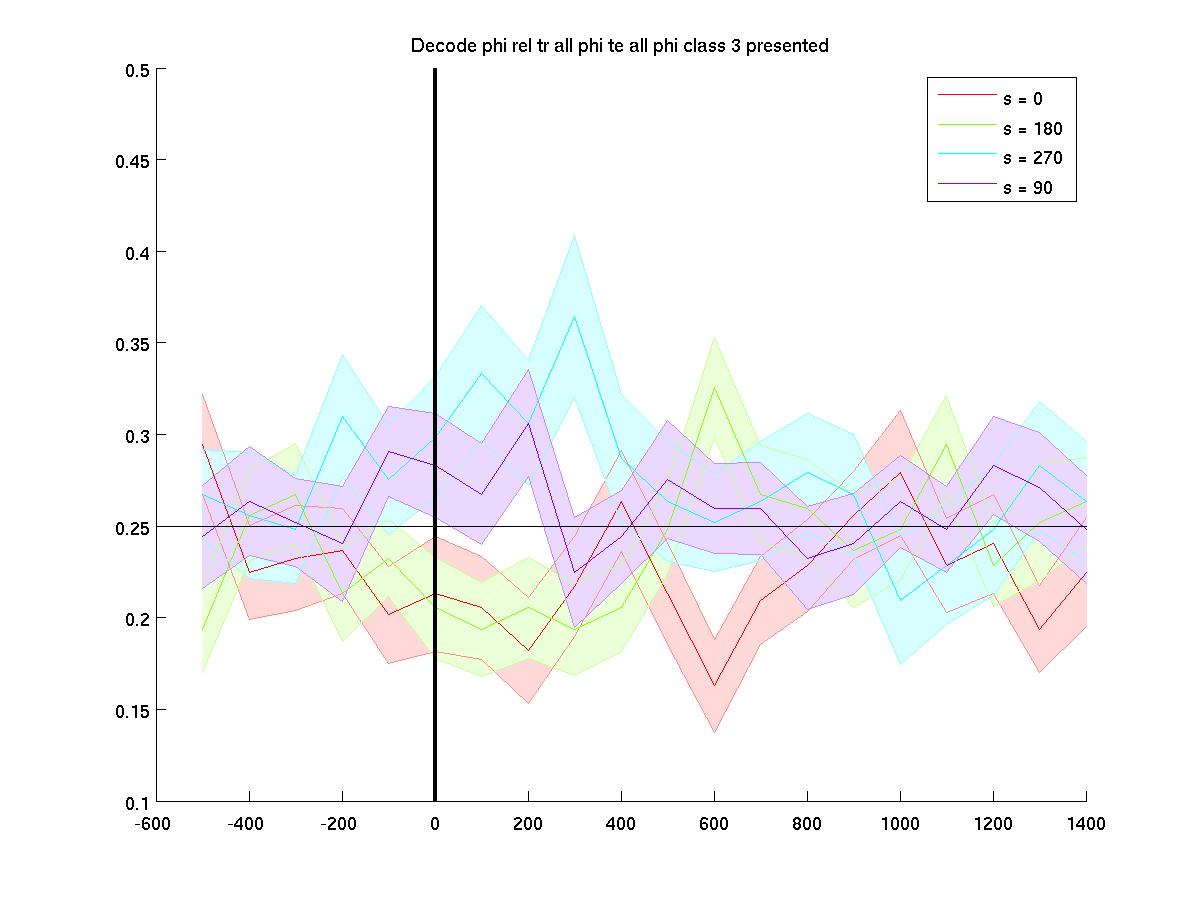 Decode phi rel tr all phi te all phi class 3 presented
0.5
0.45
0.4
0.35
0.3
0.25
0.2
0.15
0.1
-600 -400 -200 0 200 400 600 800 1000 1200 1400
s = 0
s = 180
s = 270
s = 90